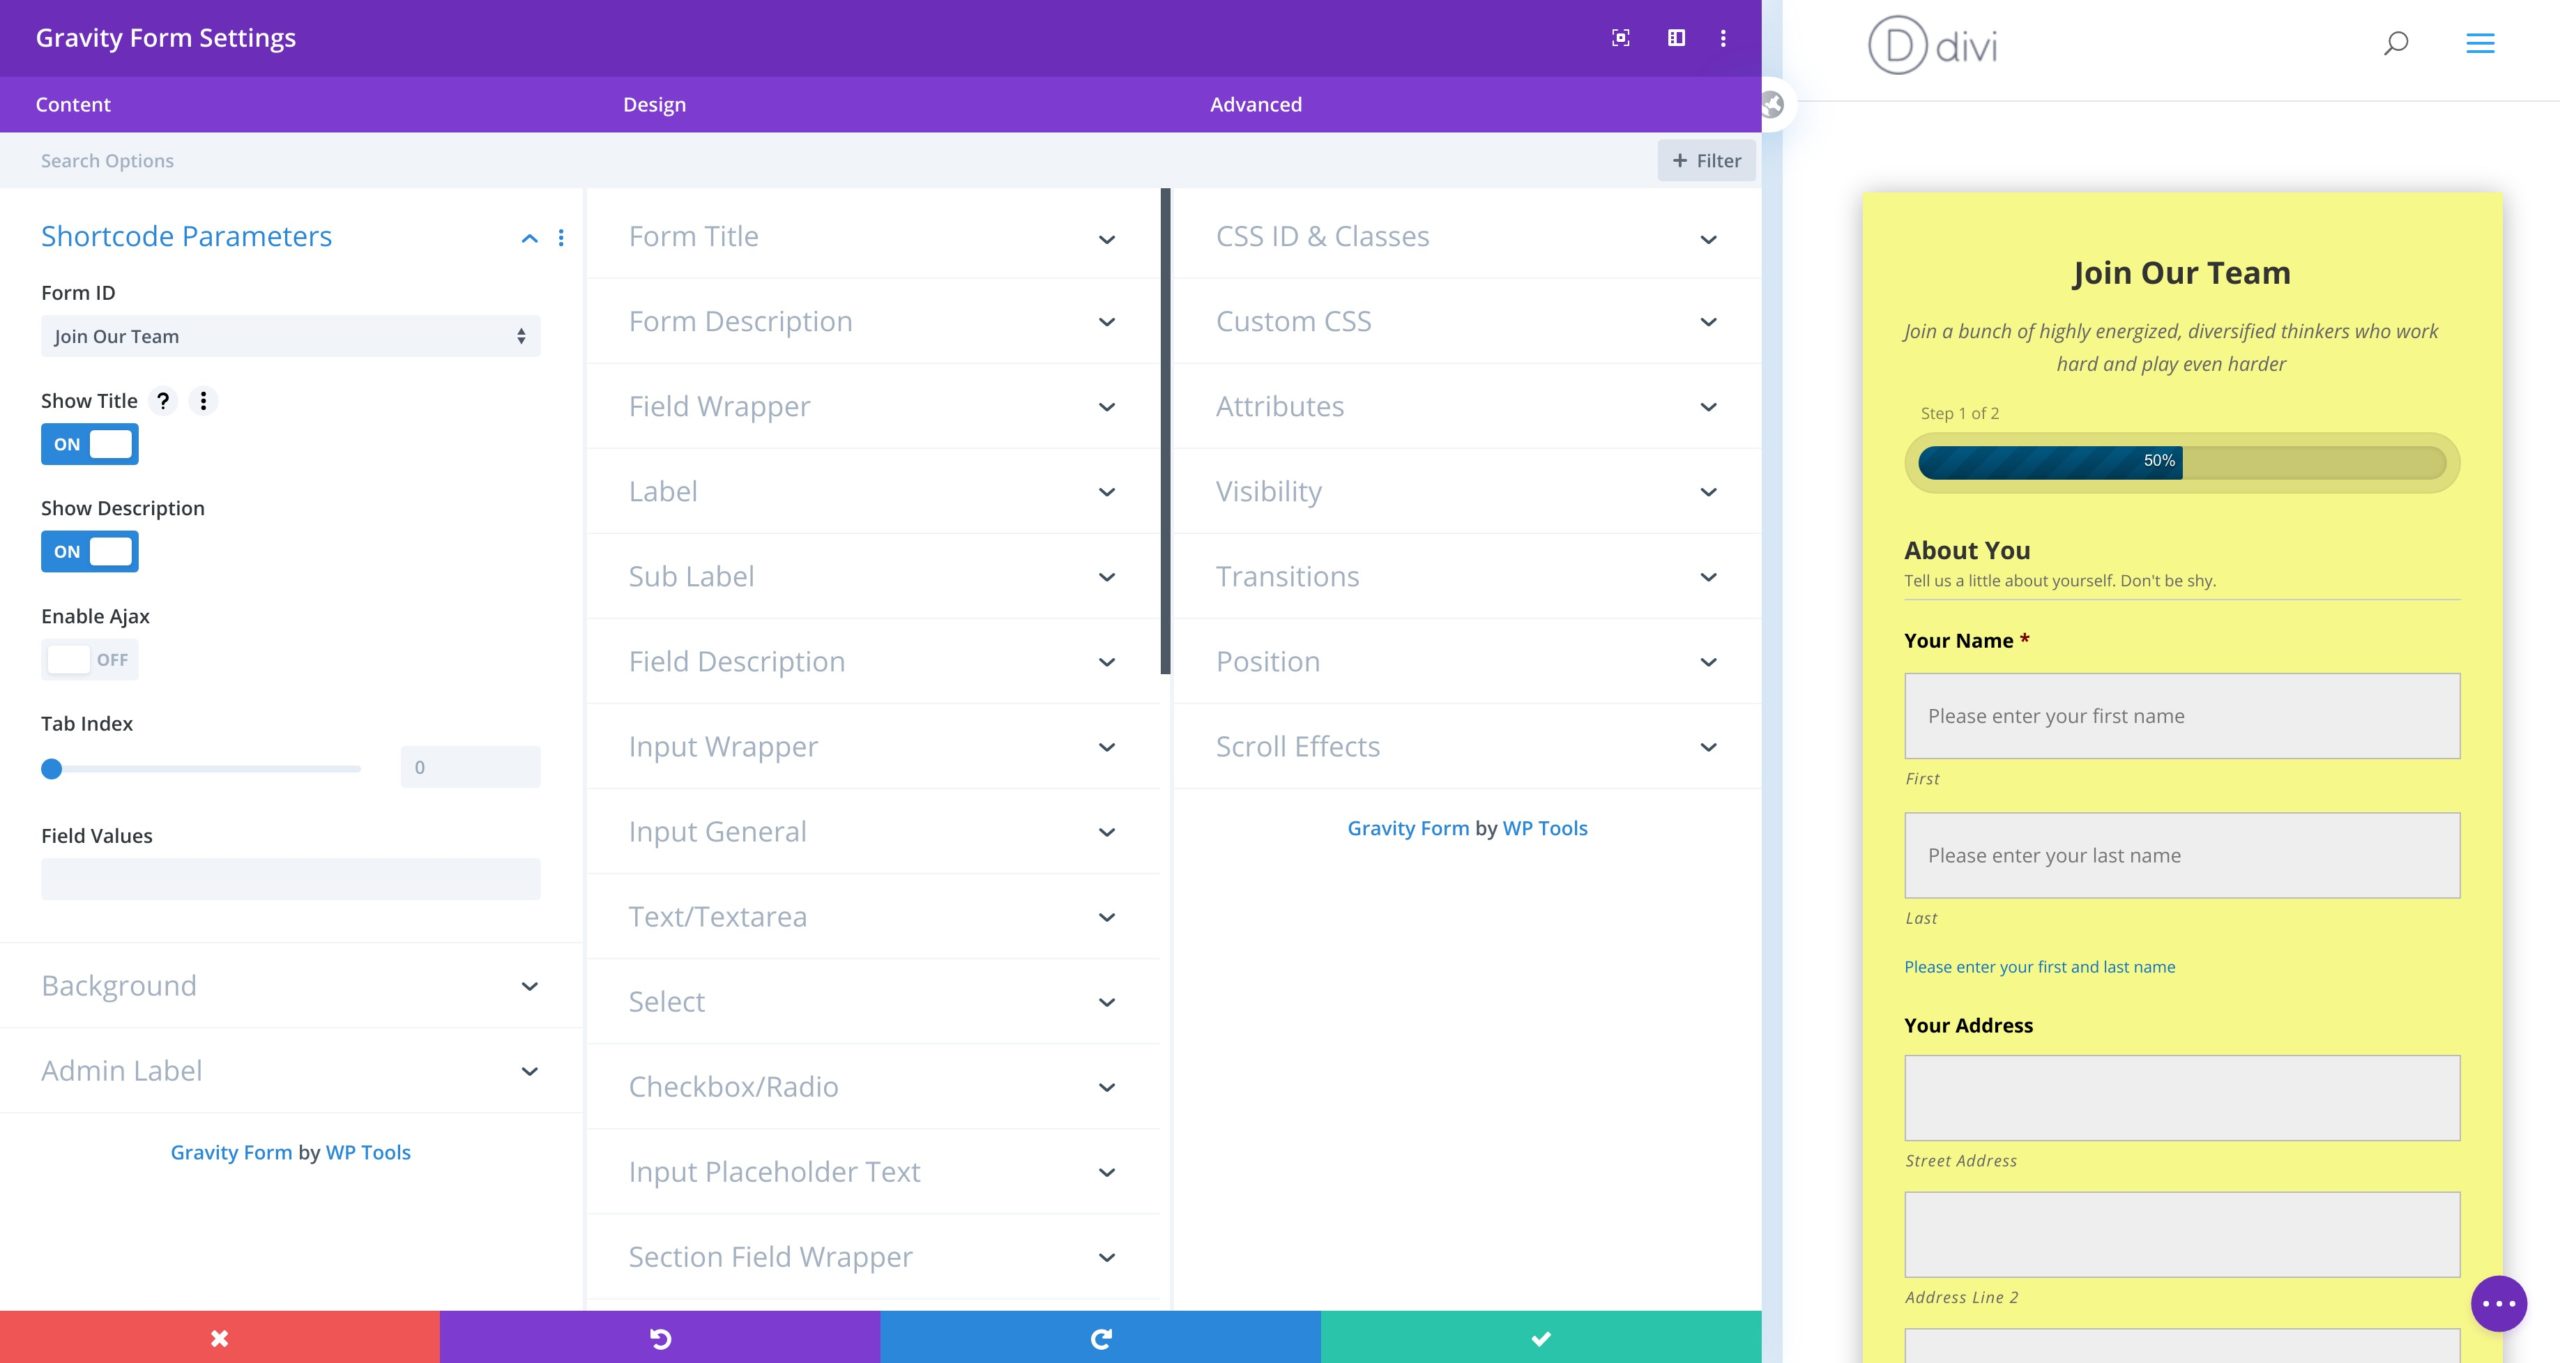 Gravity Form Settings
Content
Design
Advanced
Search Options
+ Filter
Shortcode Parameters
Form ID
Join Our Team
Show Title ?
ON
Show Description
ON
Enable Ajax
OFF
Tab Index
0
Field Values
Background
Admin Label
Gravity Form by WP Tools
Form Title
Form Description
Field Wrapper
Label
Sub Label
Field Description
Input Wrapper
Input General
Text/Textarea
Select
Checkbox/Radio
Input Placeholder Text
Section Field Wrapper
CSS ID & Classes
Custom CSS
Attributes
Visibility
Transitions
Position
Scroll Effects
Gravity Form by WP Tools
D divi
Join Our Team
Join a bunch of highly energized, diversified thinkers who work
hard and play even harder
Step 1 of 2
50%
About You
Tell us a little about yourself. Don't be shy.
Your Name *
Please enter your first name
First
Please enter your last name
Last
Please enter your first and last name
Your Address
Street Address
Address Line 2